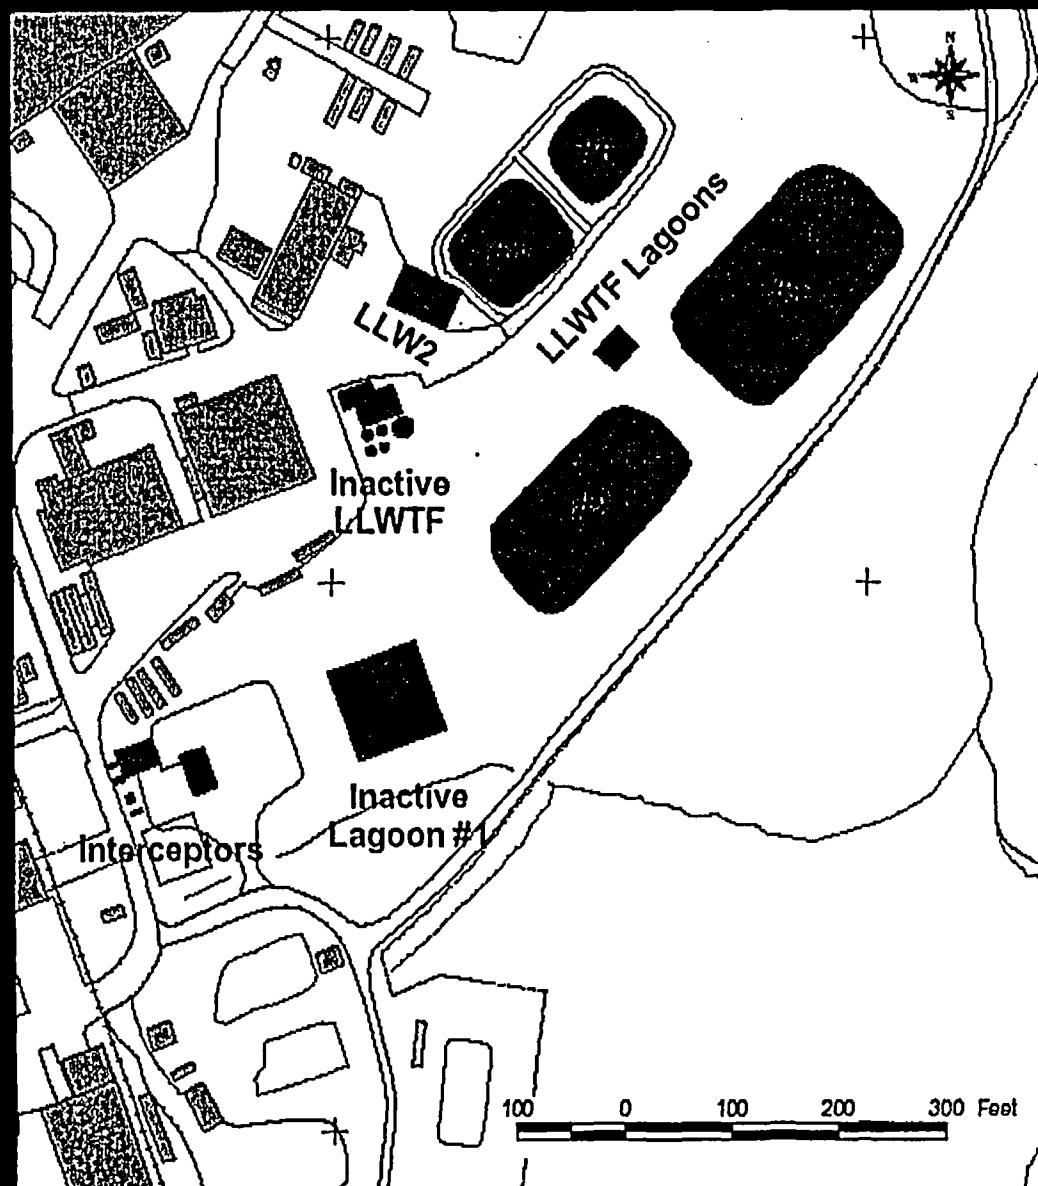 N
S
LLWTF Lagoons
LLW2
Inactive
LLWTF
Inactive
Lagoon #1
Interceptors
100 0 100 200 300 Feet